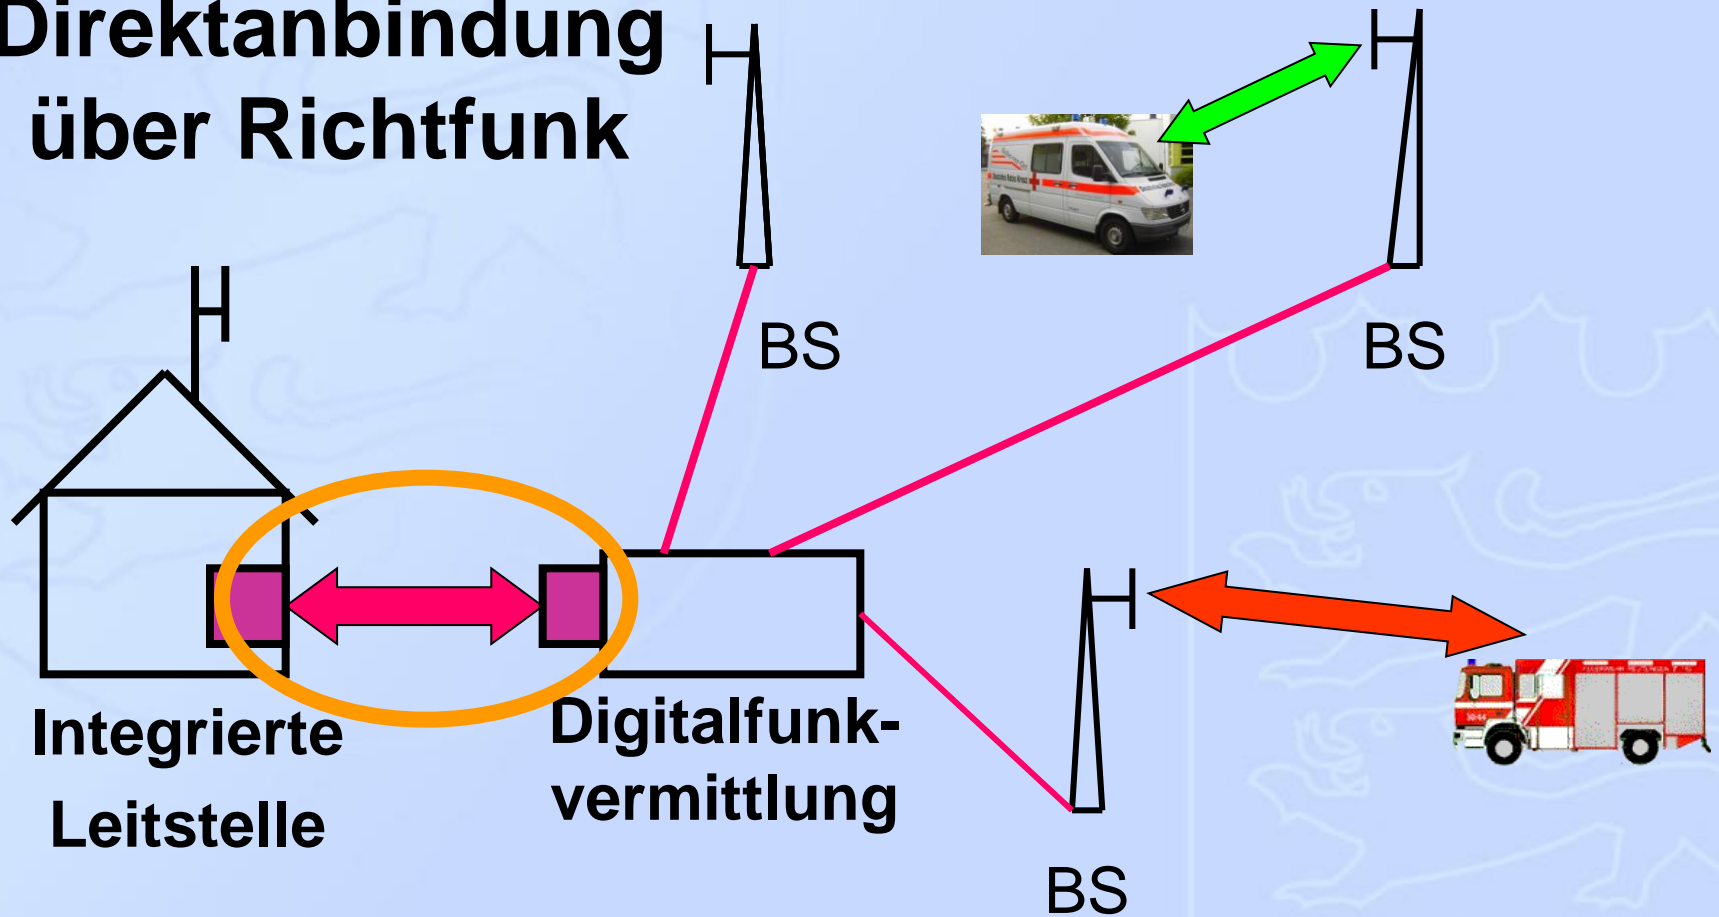 Direktanbindung
über Richtfunk
BS
BS
Integrierte
Leitstelle
Digitalfunk-
vermittlung
BS